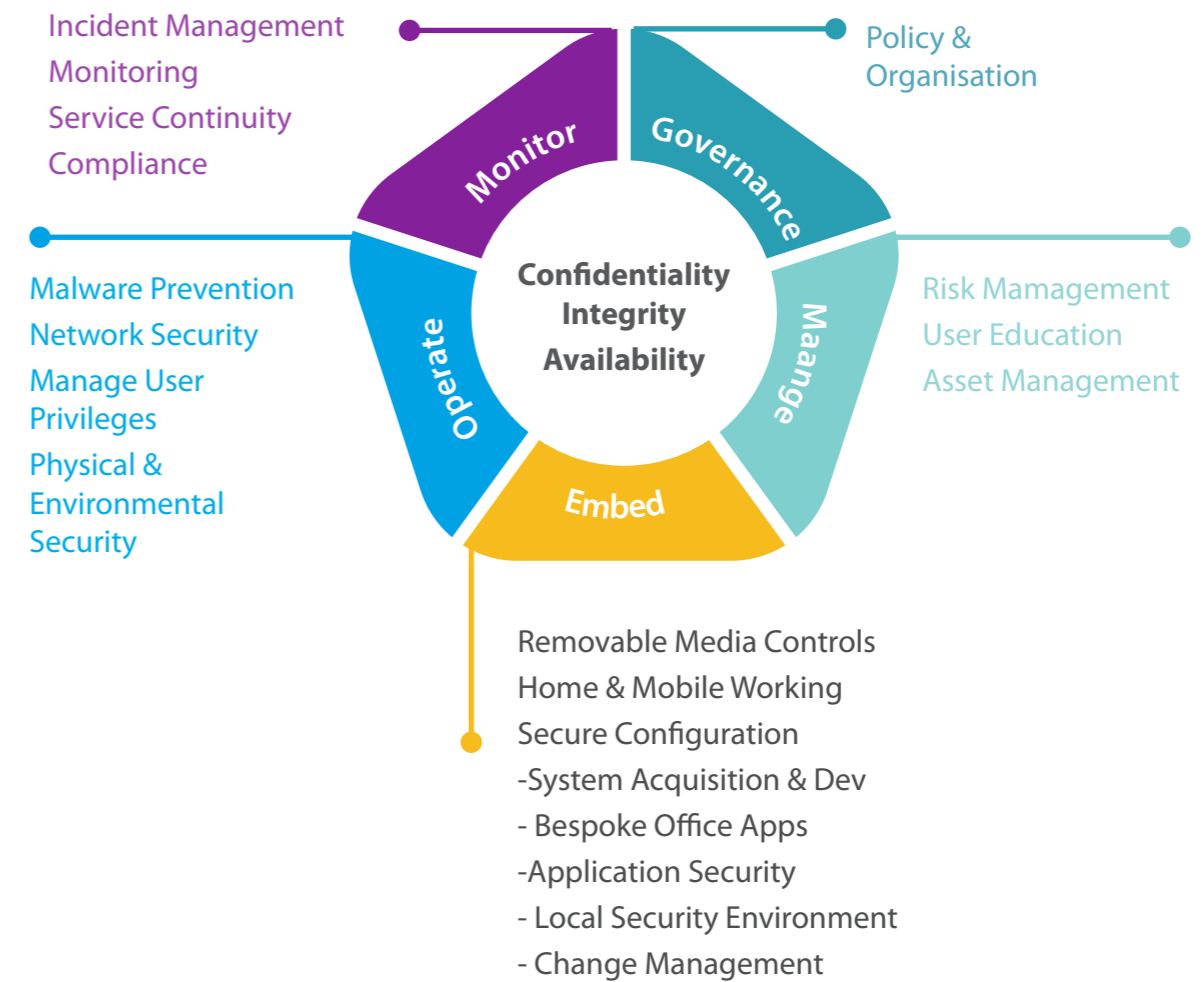 Incident Management
Monitoring
Service Continuity
Compliance
Policy &
Organisation
Monitor
Governance
Malware Prevention
Network Security
Manage User
Privileges
Physical &
Environmental
Security
Operate
Confidentiality
Integrity
Availability
Maange
Risk Mamagement
User Education
Asset Management
Embed
Removable Media Controls
Home & Mobile Working
Secure Configuration
-System Acquisition & Dev
- Bespoke Office Apps
-Application Security
- Local Security Environment
- Change Management